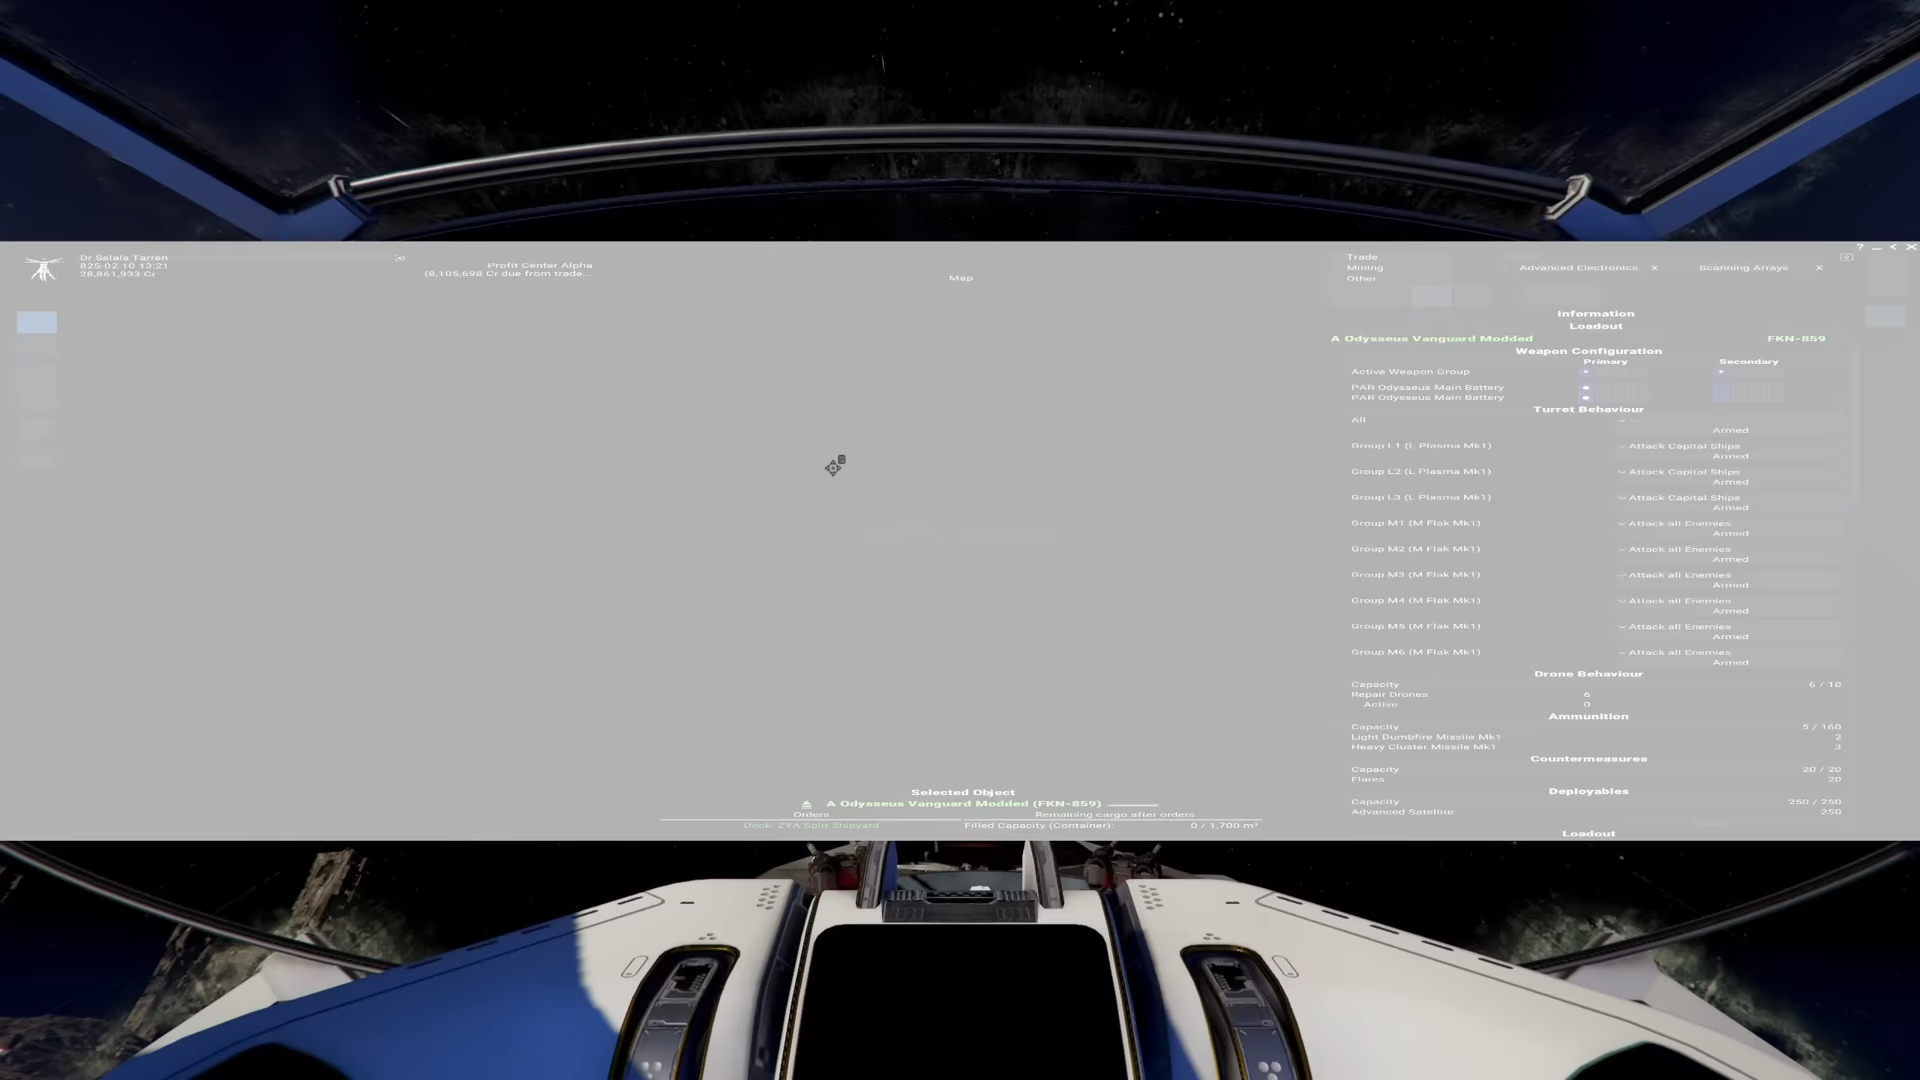 Dr Selaia Tarren
825-02-10 13:21
28,861,933 Cr
Profit Center Alpha
(8,105,698 Cr due from trade...
Map
? – < ✕
Trade
Mining
Other
Advanced Electronics ✕ Scanning Arrays ✕
Information
Loadout
A Odysseus Vanguard Modded FKN-859
Weapon Configuration
Primary Secondary
Active Weapon Group
PAR Odysseus Main Battery
PAR Odysseus Main Battery
Turret Behaviour
All
Armed
Group L1 (L Plasma Mk1) Attack Capital Ships
Armed
Group L2 (L Plasma Mk1) Attack Capital Ships
Armed
Group L3 (L Plasma Mk1) Attack Capital Ships
Armed
Group M1 (M Flak Mk1) Attack all Enemies
Armed
Group M2 (M Flak Mk1) Attack all Enemies
Armed
Group M3 (M Flak Mk1) Attack all Enemies
Armed
Group M4 (M Flak Mk1) Attack all Enemies
Armed
Group M5 (M Flak Mk1) Attack all Enemies
Armed
Group M6 (M Flak Mk1) Attack all Enemies
Armed
Drone Behaviour
Capacity 6 / 10
Repair Drones 6
Active 0
Ammunition
Capacity 5 / 160
Light Dumbfire Missile Mk1 2
Heavy Cluster Missile Mk1 3
Countermeasures
Capacity 20 / 20
Flares 20
Deployables
Capacity 250 / 250
Advanced Satellite 250
Loadout
Selected Object
A Odysseus Vanguard Modded (FKN-859)
Orders Remaining cargo after orders
Dock: ZYA Spin Shipyard Filled Capacity (Container): 0 / 1,700 m³